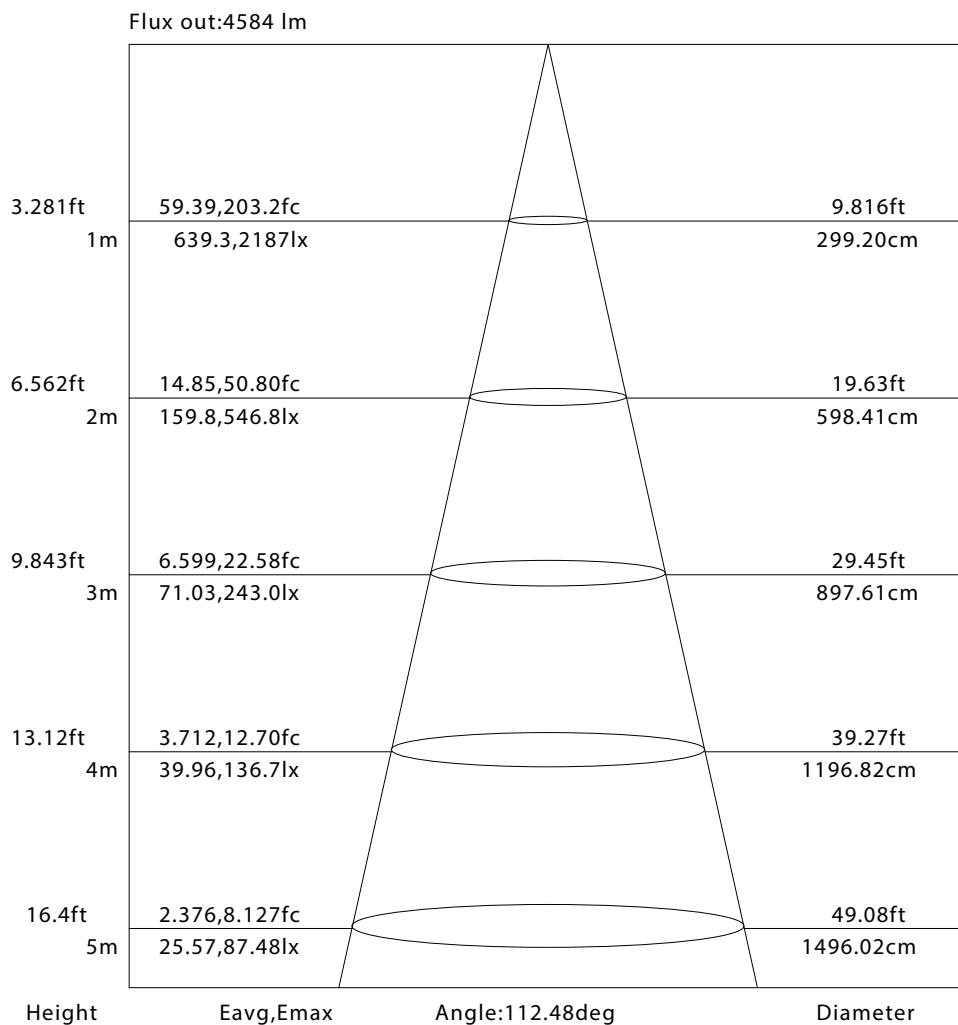 Flux out:4584 lm
3.281ft 59.39,203.2fc 9.816ft
1m 639.3,2187lx 299.20cm
6.562ft 14.85,50.80fc 19.63ft
2m 159.8,546.8lx 598.41cm
9.843ft 6.599,22.58fc 29.45ft
3m 71.03,243.0lx 897.61cm
13.12ft 3.712,12.70fc 39.27ft
4m 39.96,136.7lx 1196.82cm
16.4ft 2.376,8.127fc 49.08ft
5m 25.57,87.48lx 1496.02cm
Height Eavg,Emax Angle:112.48deg Diameter